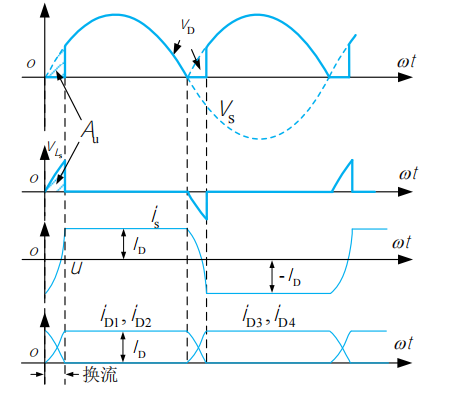 V_D
o
ωt
V_s
A_u
V_Ls
o
ωt
i_s
I_D
o
ωt
u
-I_D
i_D1, i_D2
i_D3, i_D4
o
I_D
ωt
换流